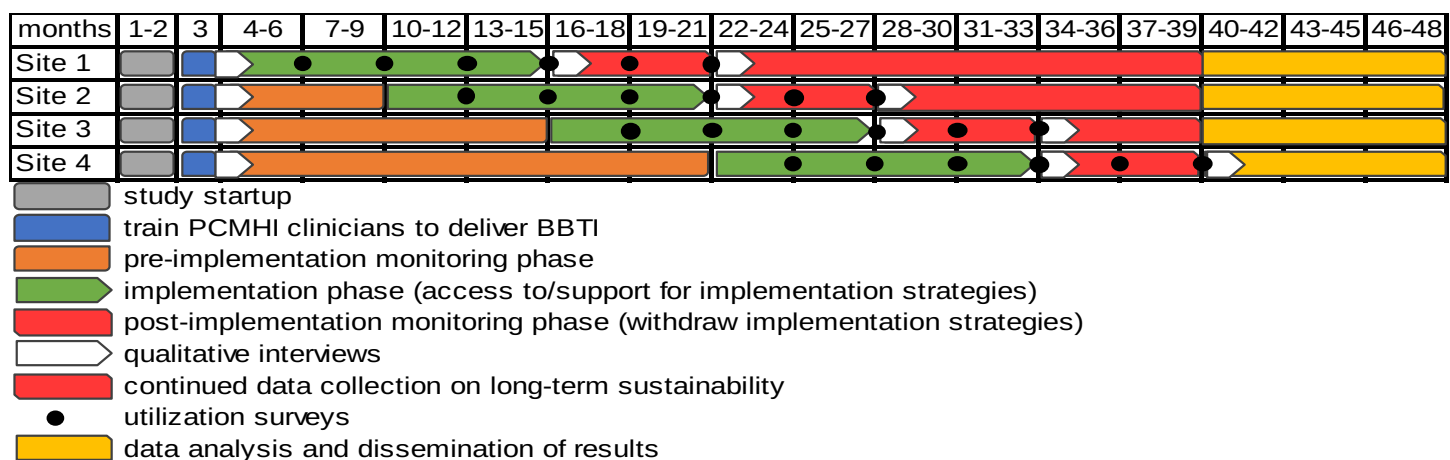 months 1-2 3 4-6 7-9 10-12 13-15 16-18 19-21 22-24 25-27 28-30 31-33 34-36 37-39 40-42 43-45 46-48
Site 1
Site 2
Site 3
Site 4
study startup
train PCMHI clinicians to deliver BBTI
pre-implementation monitoring phase
implementation phase (access to/support for implementation strategies)
post-implementation monitoring phase (withdraw implementation strategies)
qualitative interviews
continued data collection on long-term sustainability
utilization surveys
data analysis and dissemination of results